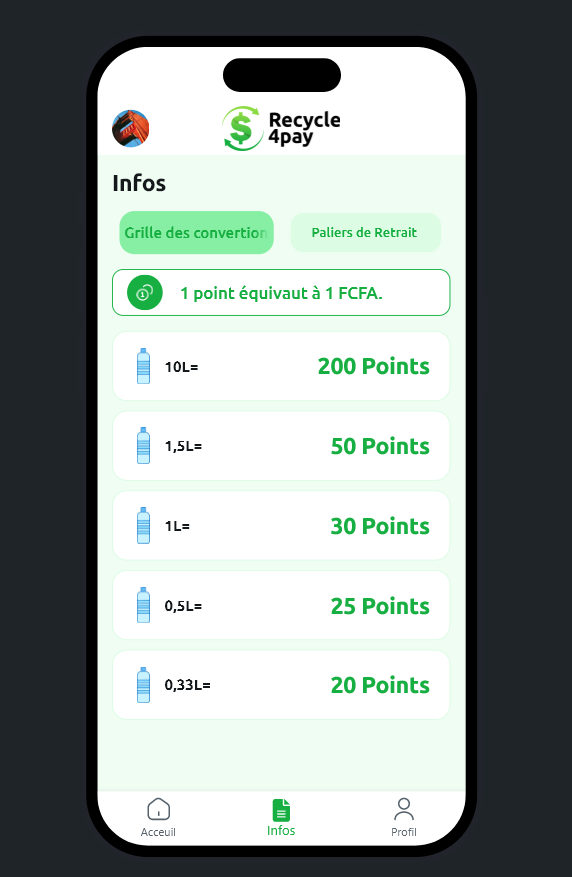 Recycle
4pay
Infos
Grille des convertion
Paliers de Retrait
1 point équivaut à 1 FCFA.
10L=
200 Points
1,5L=
50 Points
1L=
30 Points
0,5L=
25 Points
0,33L=
20 Points
Acceuil
Infos
Profil